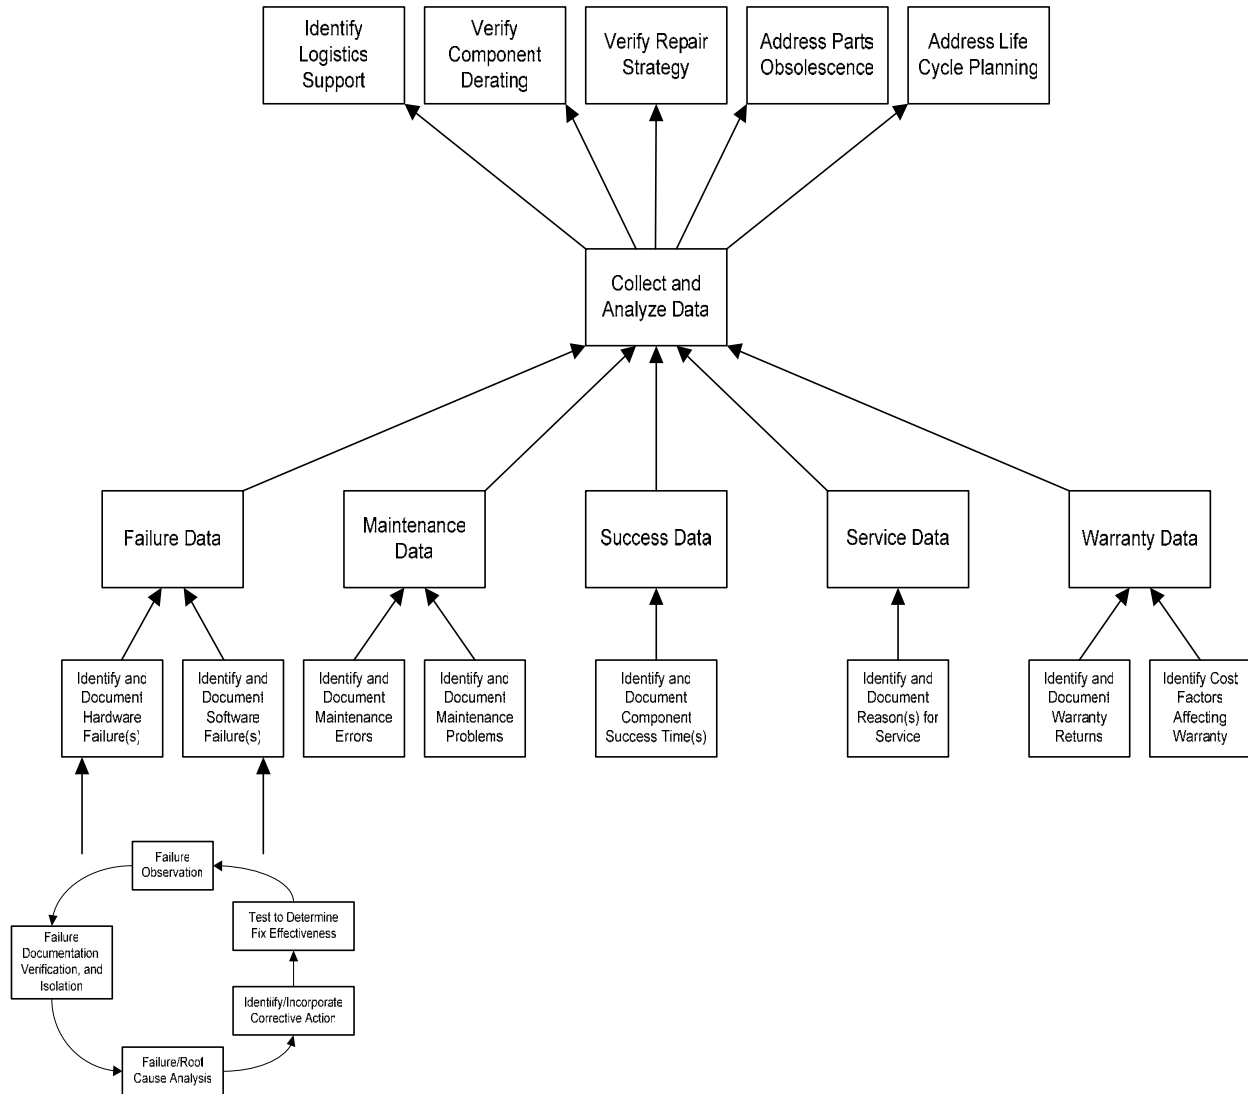 Identify
Logistics
Support
Verify
Component
Derating
Verify Repair
Strategy
Address Parts
Obsolescence
Address Life
Cycle Planning
Collect and
Analyze Data
Failure Data
Maintenance
Data
Success Data
Service Data
Warranty Data
Identify and
Document
Hardware
Failure(s)
Identify and
Document
Software
Failure(s)
Identify and
Document
Maintenance
Errors
Identify and
Document
Maintenance
Problems
Identify and
Document
Component
Success Time(s)
Identify and
Document
Reason(s) for
Service
Identify and
Document
Warranty
Returns
Identify Cost
Factors
Affecting
Warranty
Failure
Observation
Test to Determine
Fix Effectiveness
Failure
Documentation
Verification, and
Isolation
Identiify/Incorporate
Corrective Action
Failure/Root
Cause Analysis